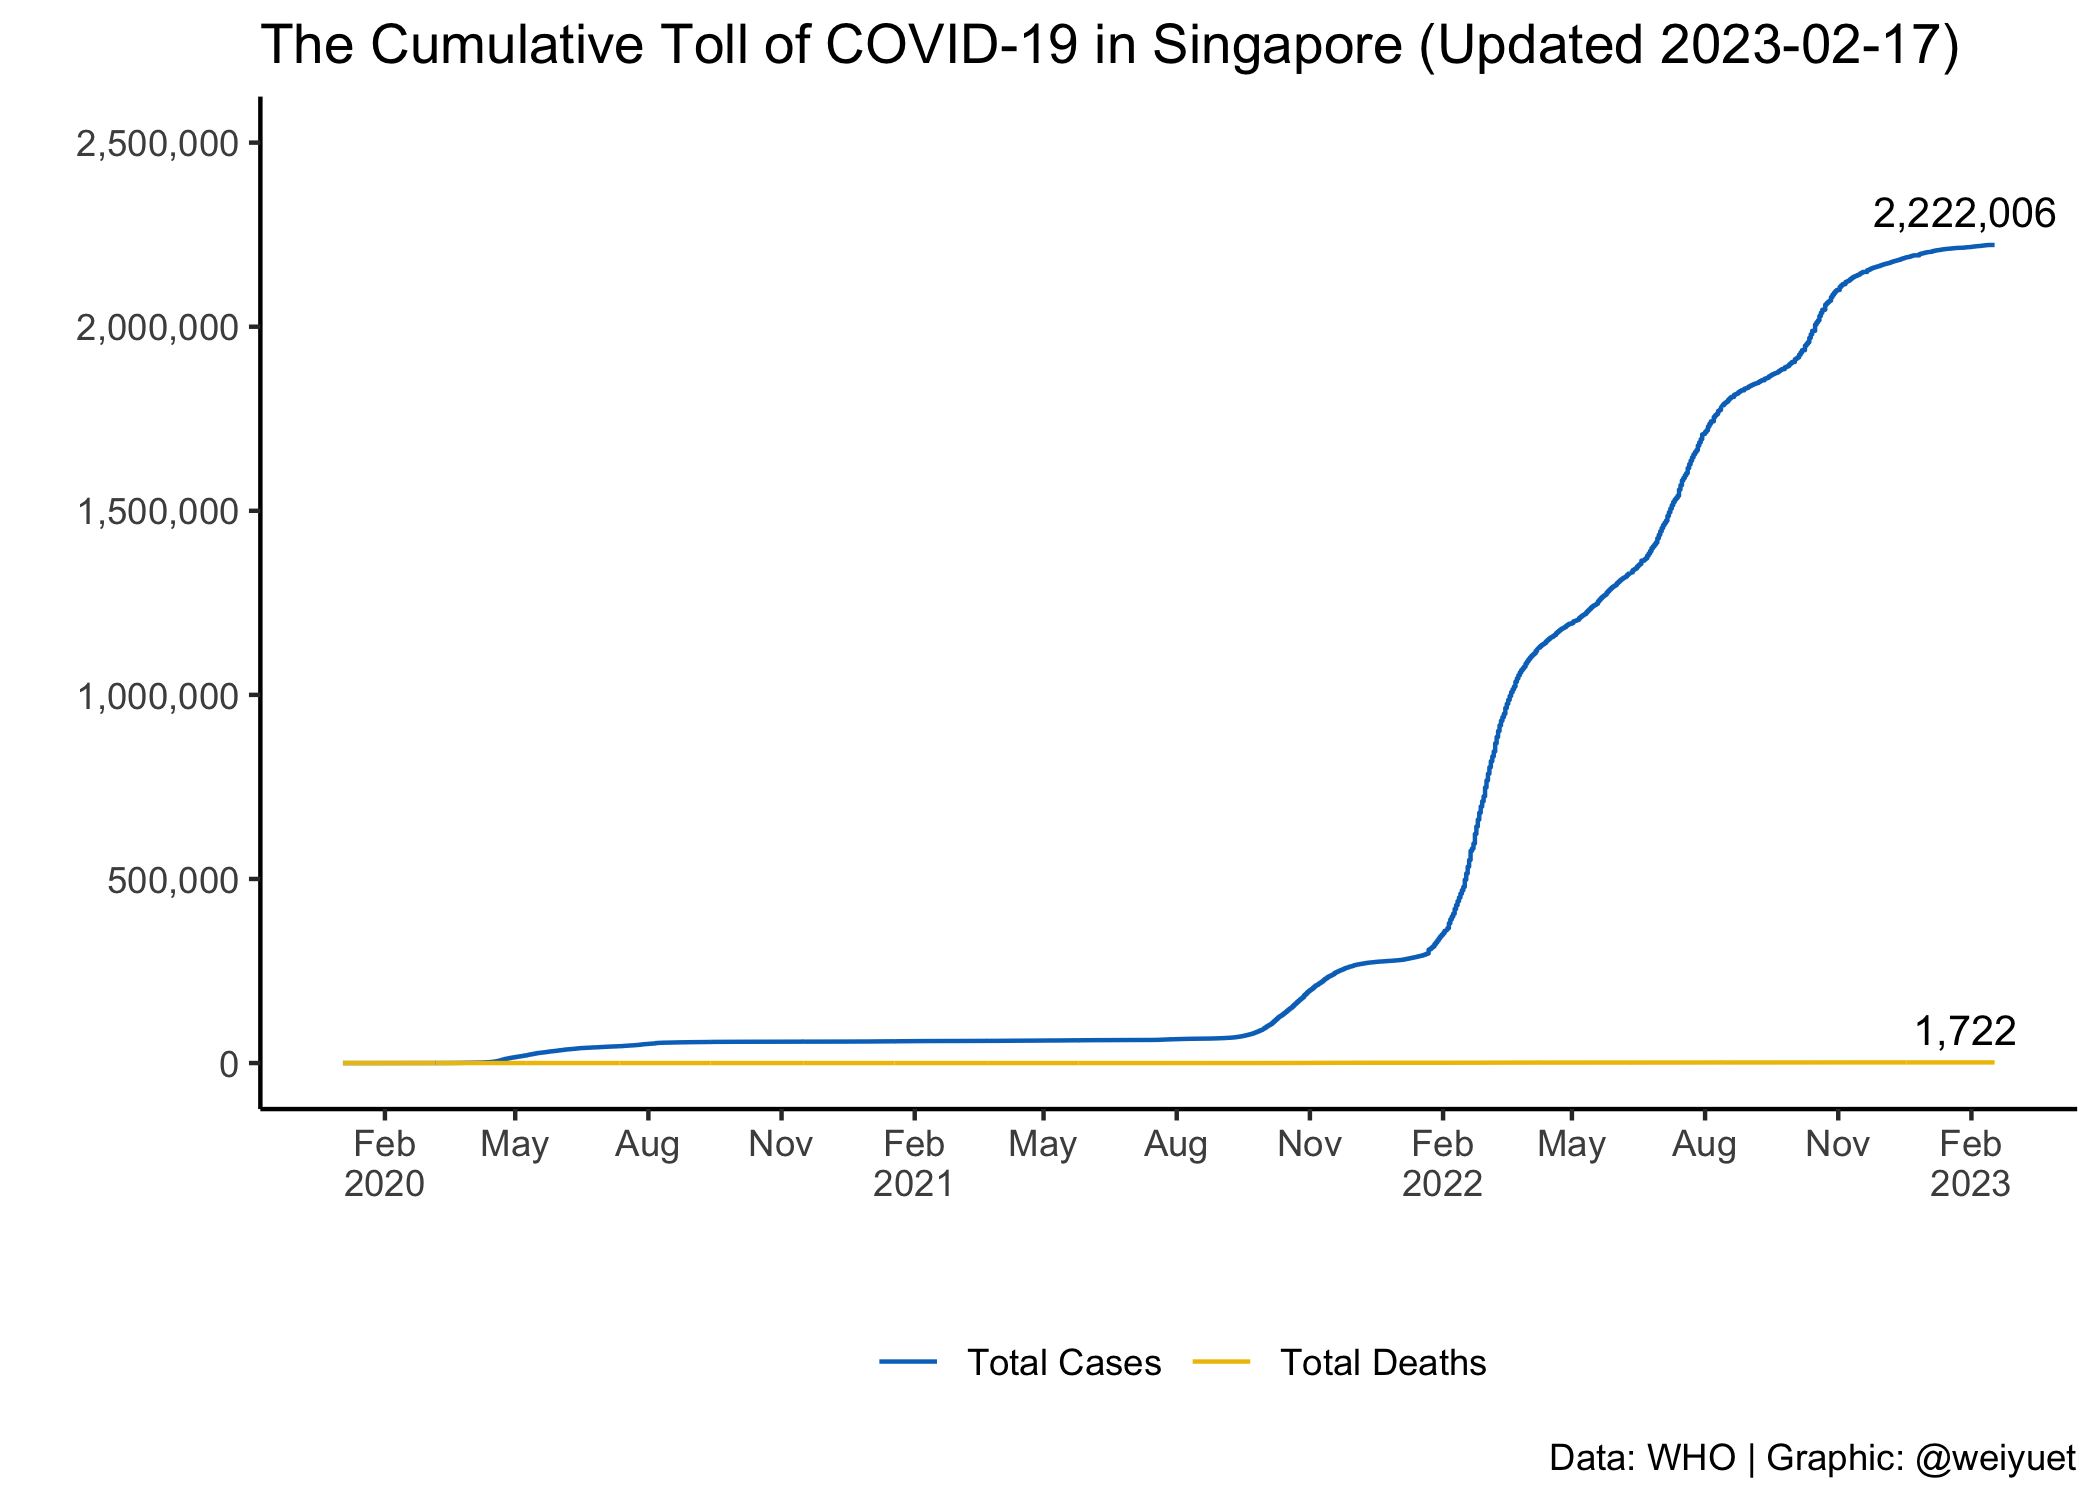 The Cumulative Toll of COVID-19 in Singapore (Updated 2023-02-17)
2,500,000
2,000,000
1,500,000
1,000,000
500,000
0
2,222,006
1,722
Feb May Aug Nov Feb May Aug Nov Feb May Aug Nov Feb
2020 2021 2022 2023
Total Cases Total Deaths
Data: WHO | Graphic: @weiyuet